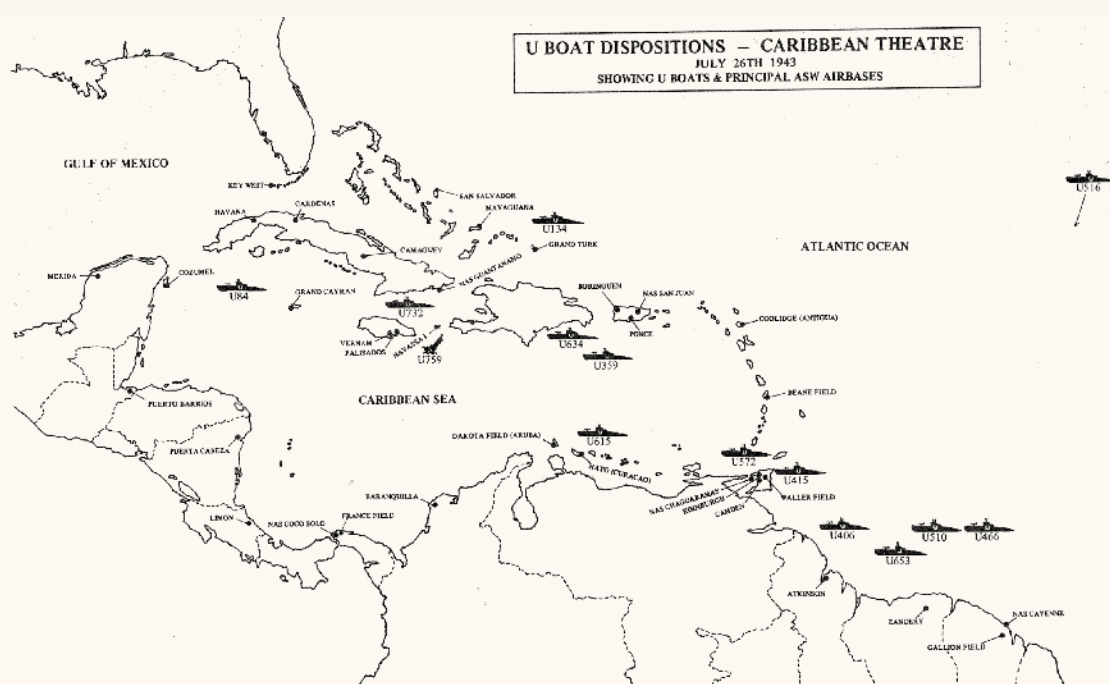 U BOAT DISPOSITIONS – CARIBBEAN THEATRE
JULY 26TH 1943
SHOWING U BOATS & PRINCIPAL ASW AIRBASES
GULF OF MEXICO
U516
KEY WEST
SAN SALVADOR
CARDENAS
MAYAGUANA
HAVANA
U134
ATLANTIC OCEAN
GRAND TURK
CAMAGUEY
NAS GUANTANAMO
MERIDA
COZUMEL
U84
GRAND CAYMAN
BORINQUEN
NAS SAN JUAN
U732
COOLIDGE (ANTIGUA)
PONCE
VERNAM
PALISADOS
NAVASSA I
U634
U759
U359
BEANE FIELD
CARIBBEAN SEA
PUERTO BARRIOS
DAKOTA FIELD (ARUBA)
U615
PUERTA CABEZA
U572
HATO (CURACAO)
U415
NAS CHAGUARAMAS
EDINBURGH
CAMDEN
WALLER FIELD
BARANQUILLA
LIMON
NAS COCO SOLO
FRANCE FIELD
U406
U510
U466
U653
ATKINSON
ZANDERY
NAS CAYENNE
GALLION FIELD